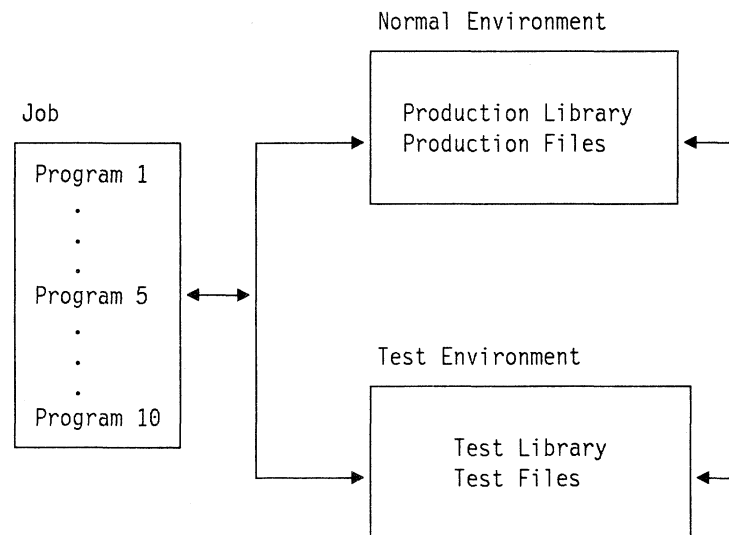 Normal Environment
Production Library
Production Files
Job
Program 1
.
.
.
Program 5
.
.
.
Program 10
Test Environment
Test Library
Test Files